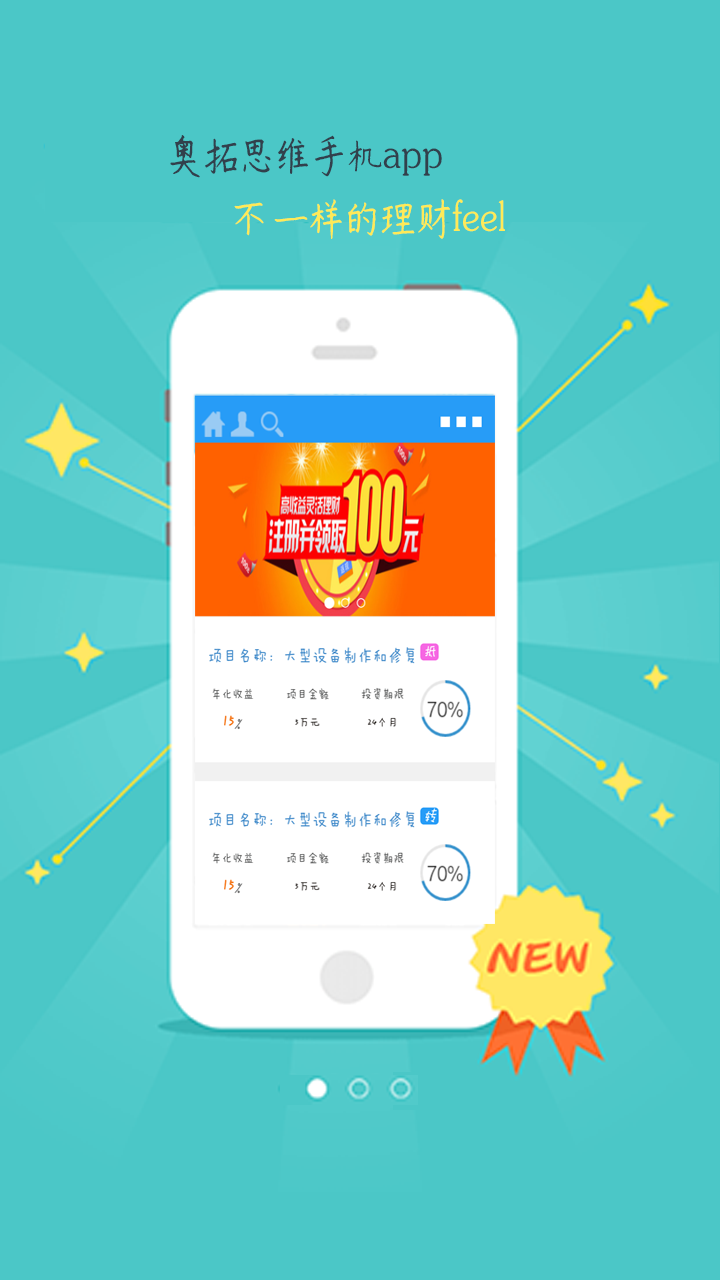 奥拓思维手机app
不一样的理财feel
高收益灵活理财
注册并领取100元
项目名称：大型设备制作和修复 抵
年化收益 项目金额 投资期限
15% 3万元 24个月 70%
项目名称：大型设备制作和修复 转
年化收益 项目金额 投资期限
15% 3万元 24个月 70%
NEW